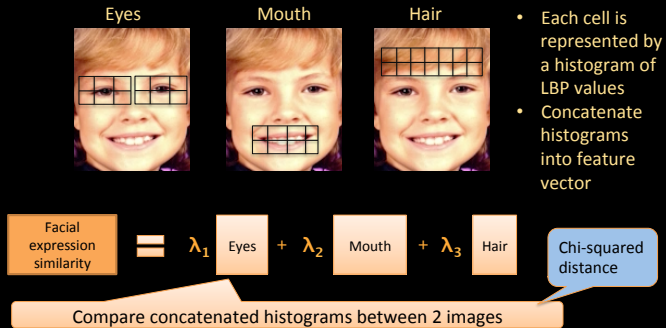 Eyes
Mouth
Hair
• Each cell is
represented by
a histogram of
LBP values
• Concatenate
histograms
into feature
vector
Facial
expression
similarity
= λ1 Eyes + λ2 Mouth + λ3 Hair
Chi-squared
distance
Compare concatenated histograms between 2 images